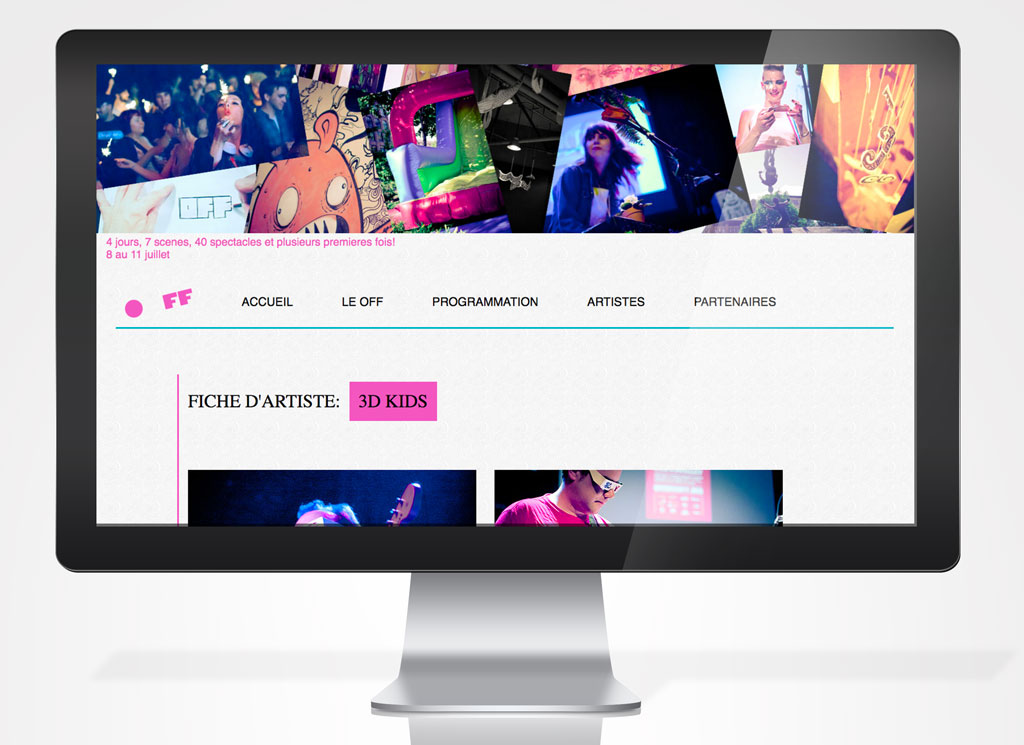 OFF
4 jours, 7 scenes, 40 spectacles et plusieurs premieres fois!
8 au 11 juillet
FF
ACCUEIL
LE OFF
PROGRAMMATION
ARTISTES
PARTENAIRES
FICHE D'ARTISTE: 3D KIDS